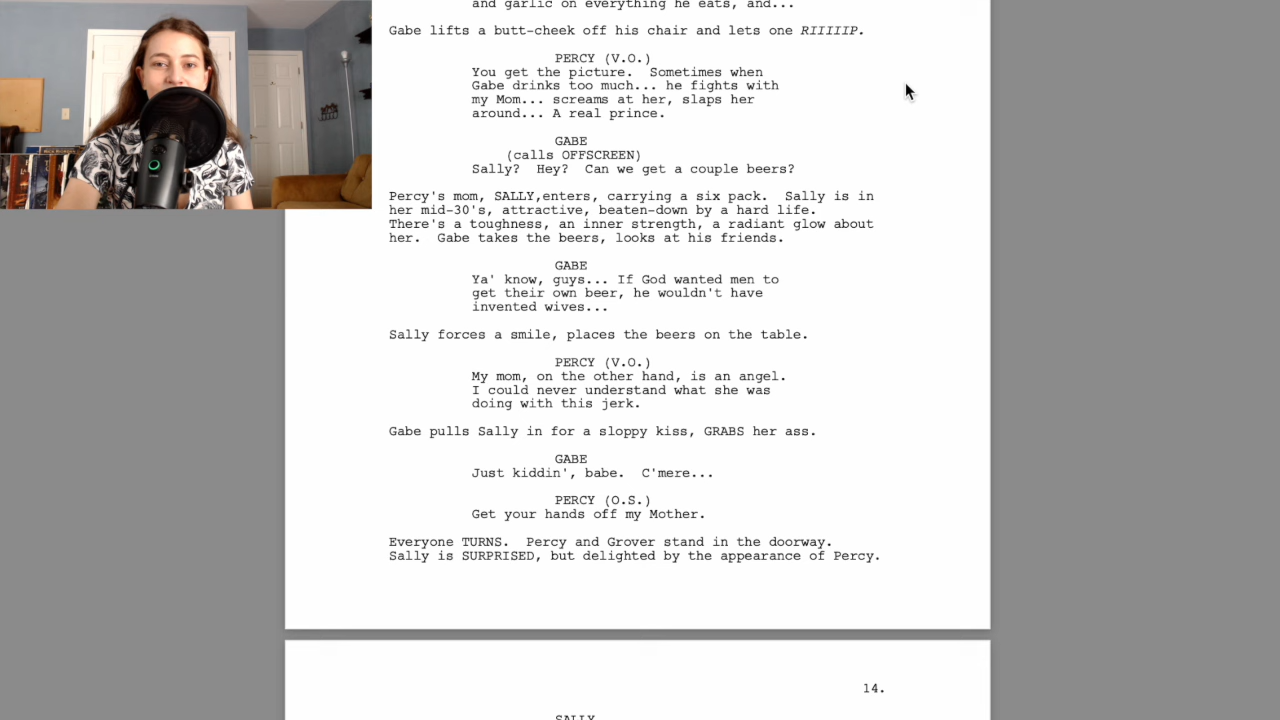 and garlic on everything he eats, and...
Gabe lifts a butt-cheek off his chair and lets one RIIIIIP.
PERCY (V.O.)
You get the picture. Sometimes when
Gabe drinks too much... he fights with
my Mom... screams at her, slaps her
around... A real prince.
GABE
(calls OFFSCREEN)
Sally? Hey? Can we get a couple beers?
Percy's mom, SALLY,enters, carrying a six pack. Sally is in
her mid-30's, attractive, beaten-down by a hard life.
There's a toughness, an inner strength, a radiant glow about
her. Gabe takes the beers, looks at his friends.
GABE
Ya' know, guys... If God wanted men to
get their own beer, he wouldn't have
invented wives...
Sally forces a smile, places the beers on the table.
PERCY (V.O.)
My mom, on the other hand, is an angel.
I could never understand what she was
doing with this jerk.
Gabe pulls Sally in for a sloppy kiss, GRABS her ass.
GABE
Just kiddin', babe. C'mere...
PERCY (O.S.)
Get your hands off my Mother.
Everyone TURNS. Percy and Grover stand in the doorway.
Sally is SURPRISED, but delighted by the appearance of Percy.
14.
SALLY